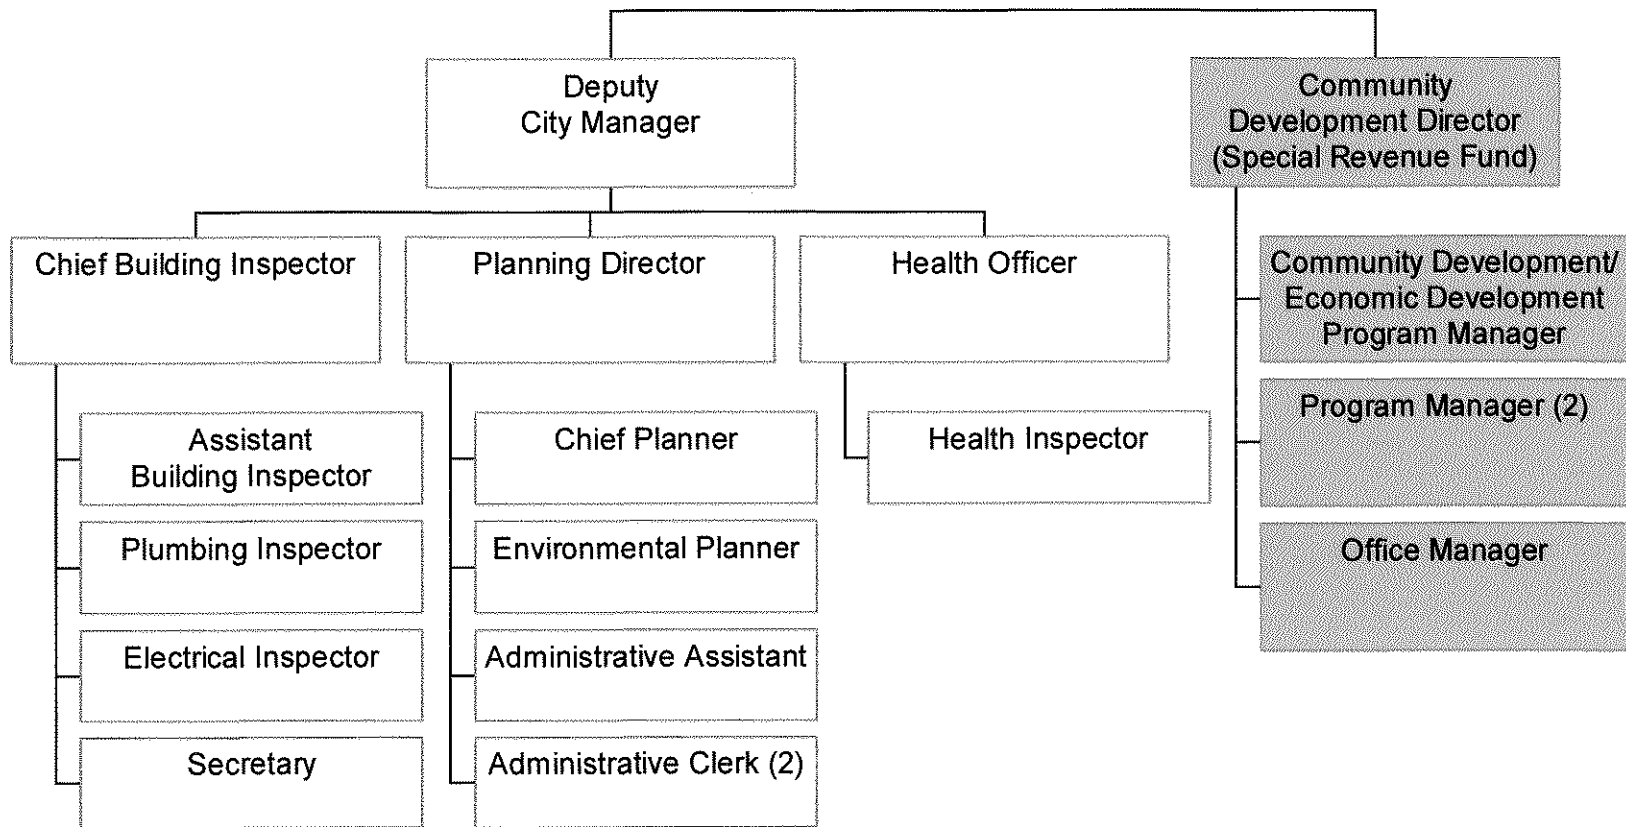 Deputy
City Manager
Community
Development Director
(Special Revenue Fund)
Chief Building Inspector
Planning Director
Health Officer
Community Development/
Economic Development
Program Manager
Assistant
Building Inspector
Chief Planner
Health Inspector
Program Manager (2)
Plumbing Inspector
Environmental Planner
Office Manager
Electrical Inspector
Administrative Assistant
Secretary
Administrative Clerk (2)